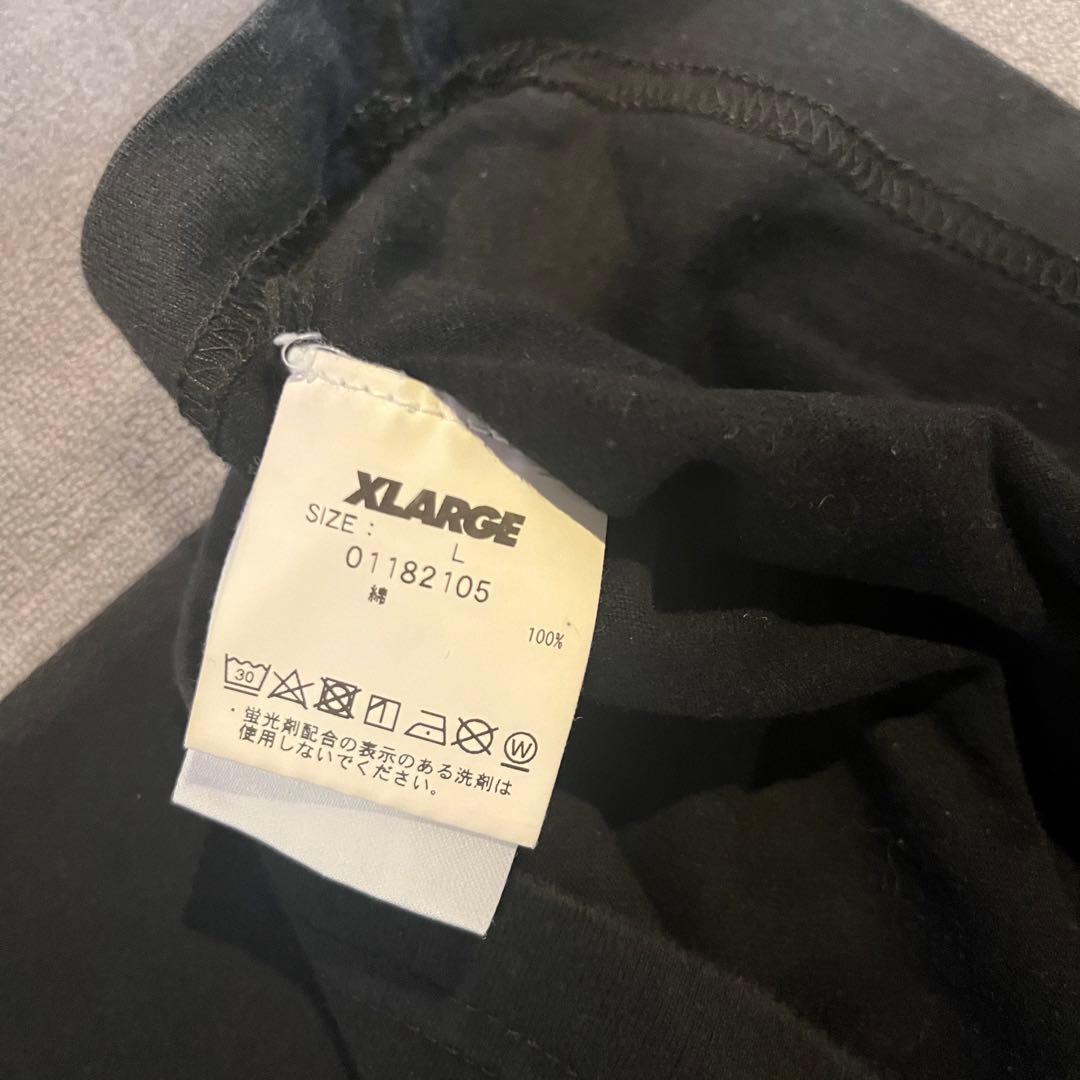 XLARGE
SIZE: L
01182105
綿 100%
30 W
・蛍光剤配合の表示のある洗剤は
使用しないでください。